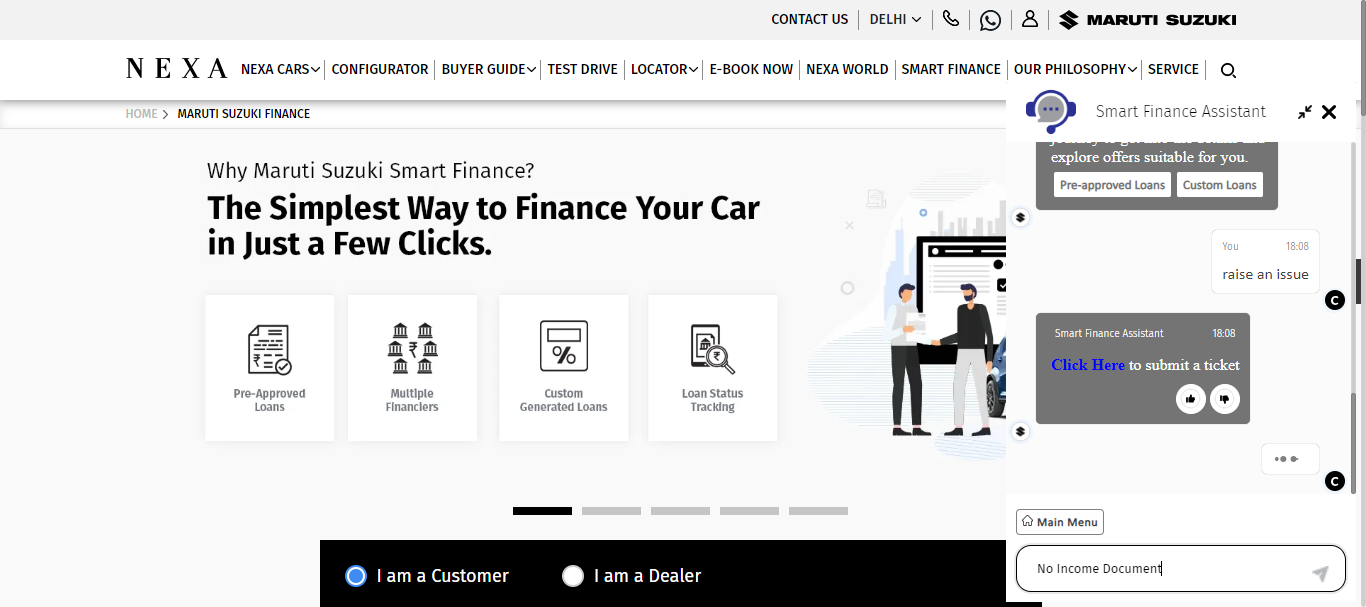 CONTACT US
DELHI
MARUTI SUZUKI
NEXA
NEXA CARS
CONFIGURATOR
BUYER GUIDE
TEST DRIVE
LOCATOR
E-BOOK NOW
NEXA WORLD
SMART FINANCE
OUR PHILOSOPHY
SERVICE
HOME
MARUTI SUZUKI FINANCE
Why Maruti Suzuki Smart Finance?
The Simplest Way to Finance Your Car
in Just a Few Clicks.
Pre-Approved
Loans
Multiple
Financiers
Custom
Generated Loans
Loan Status
Tracking
I am a Customer
I am a Dealer
Smart Finance Assistant
explore offers suitable for you.
Pre-approved Loans
Custom Loans
You 18:08
raise an issue
C
Smart Finance Assistant 18:08
Click Here to submit a ticket
C
Main Menu
No Income Document